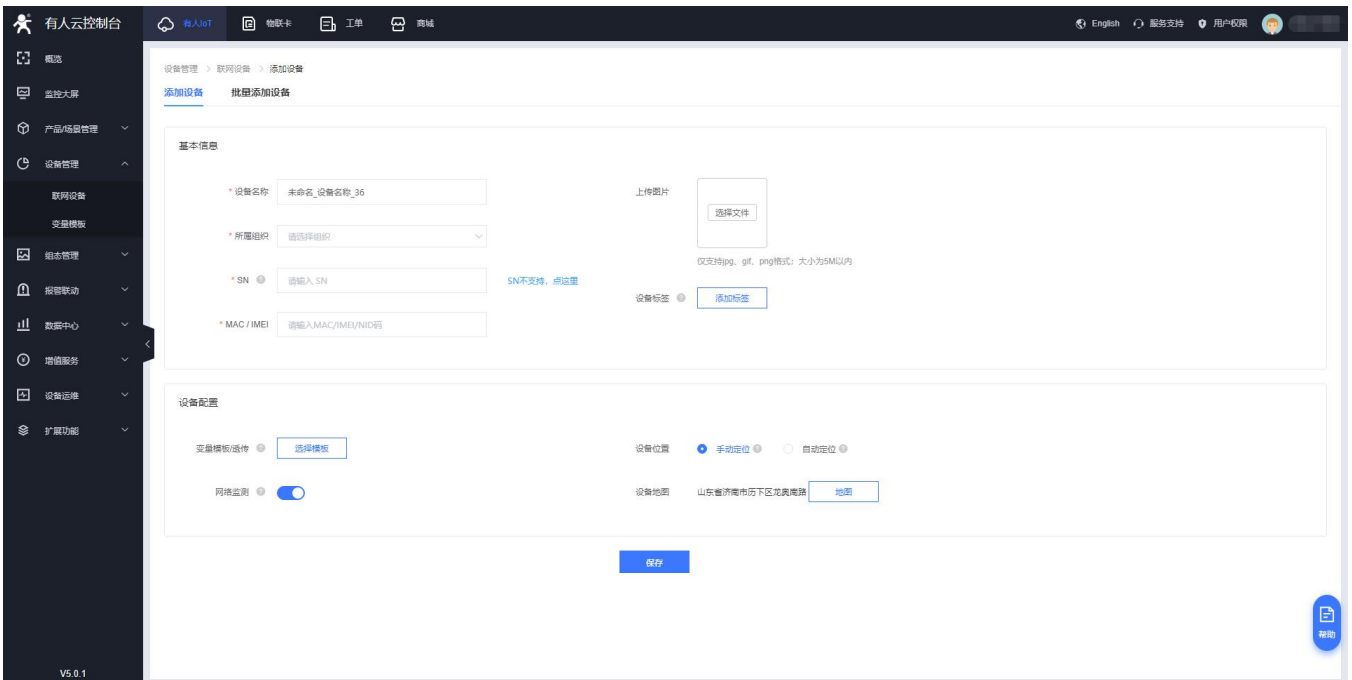 有人云控制台
有人IoT 物联卡 工单 商城 English 服务支持 用户权限
概览
监控大屏
产品/场景管理
设备管理
联网设备
变量模板
组态管理
报警联动
数据中心
增值服务
设备运维
扩展功能
V5.0.1
设备管理 > 联网设备 > 添加设备
添加设备 批量添加设备
基本信息
* 设备名称 未命名_设备名称_36
* 所属组织 请选择组织
* SN 请输入 SN SN不支持，点这里
* MAC / IMEI 请输入MAC/IMEI/NID码
上传图片 选择文件
仅支持jpg、gif、png格式；大小为5M以内
设备标签 添加标签
设备配置
变量模板/透传 选择模板
网络监测
设备位置 手动定位 自动定位
设备地图 山东省济南市历下区龙奥南路 地图
保存
帮助